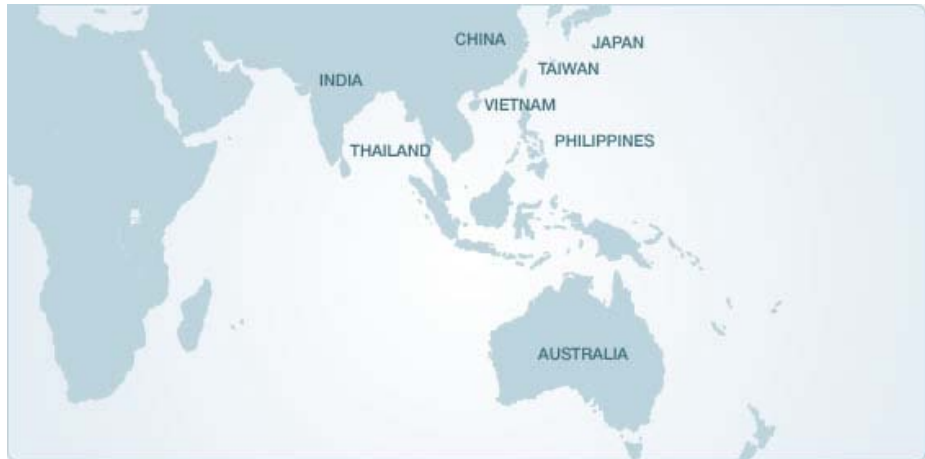 CHINA
JAPAN
TAIWAN
INDIA
VIETNAM
PHILIPPINES
THAILAND
AUSTRALIA